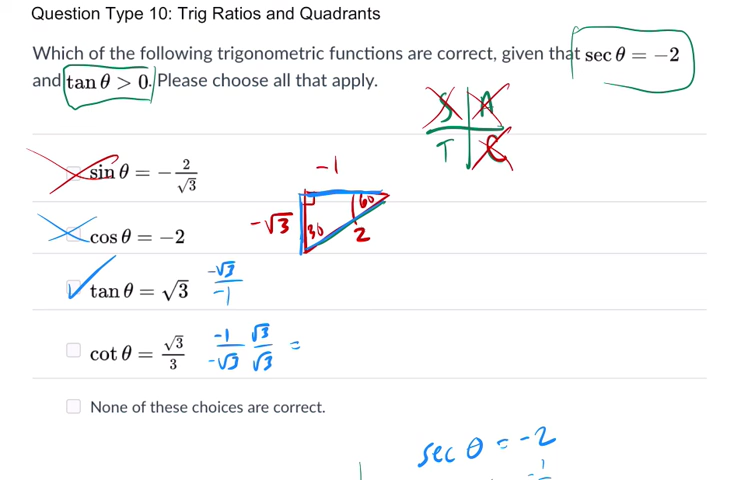 Question Type 10: Trig Ratios and Quadrants
Which of the following trigonometric functions are correct, given that sec θ = −2
and tan θ > 0. Please choose all that apply.
S A
T C
sin θ = − 2/√3
-1
-√3 30 60 2
cos θ = −2
tan θ = √3 -√3/-1
cot θ = √3/3 -1/-√3 √3/√3 =
None of these choices are correct.
sec θ = -2